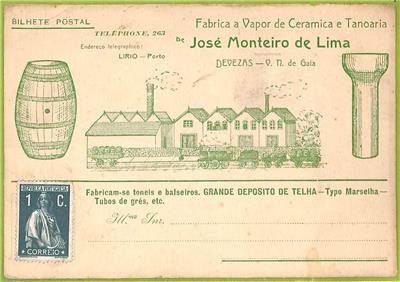 BILHETE POSTAL
Fabrica a Vapor de Ceramica e Tanoaria
TELÉPHONE, 263
DE José Monteiro de Lima
Endereço telegraphico:
LIRIO—Porto
DEVEZAS — V. N. de Gaia
Fabricam-se toneis e balseiros. GRANDE DEPOSITO DE TELHA—Typo Marselha—
Tubos de grés, etc.
Ill.mo Snr.
REPUBLICA PORTUGUESA
1 C.
CORREIO